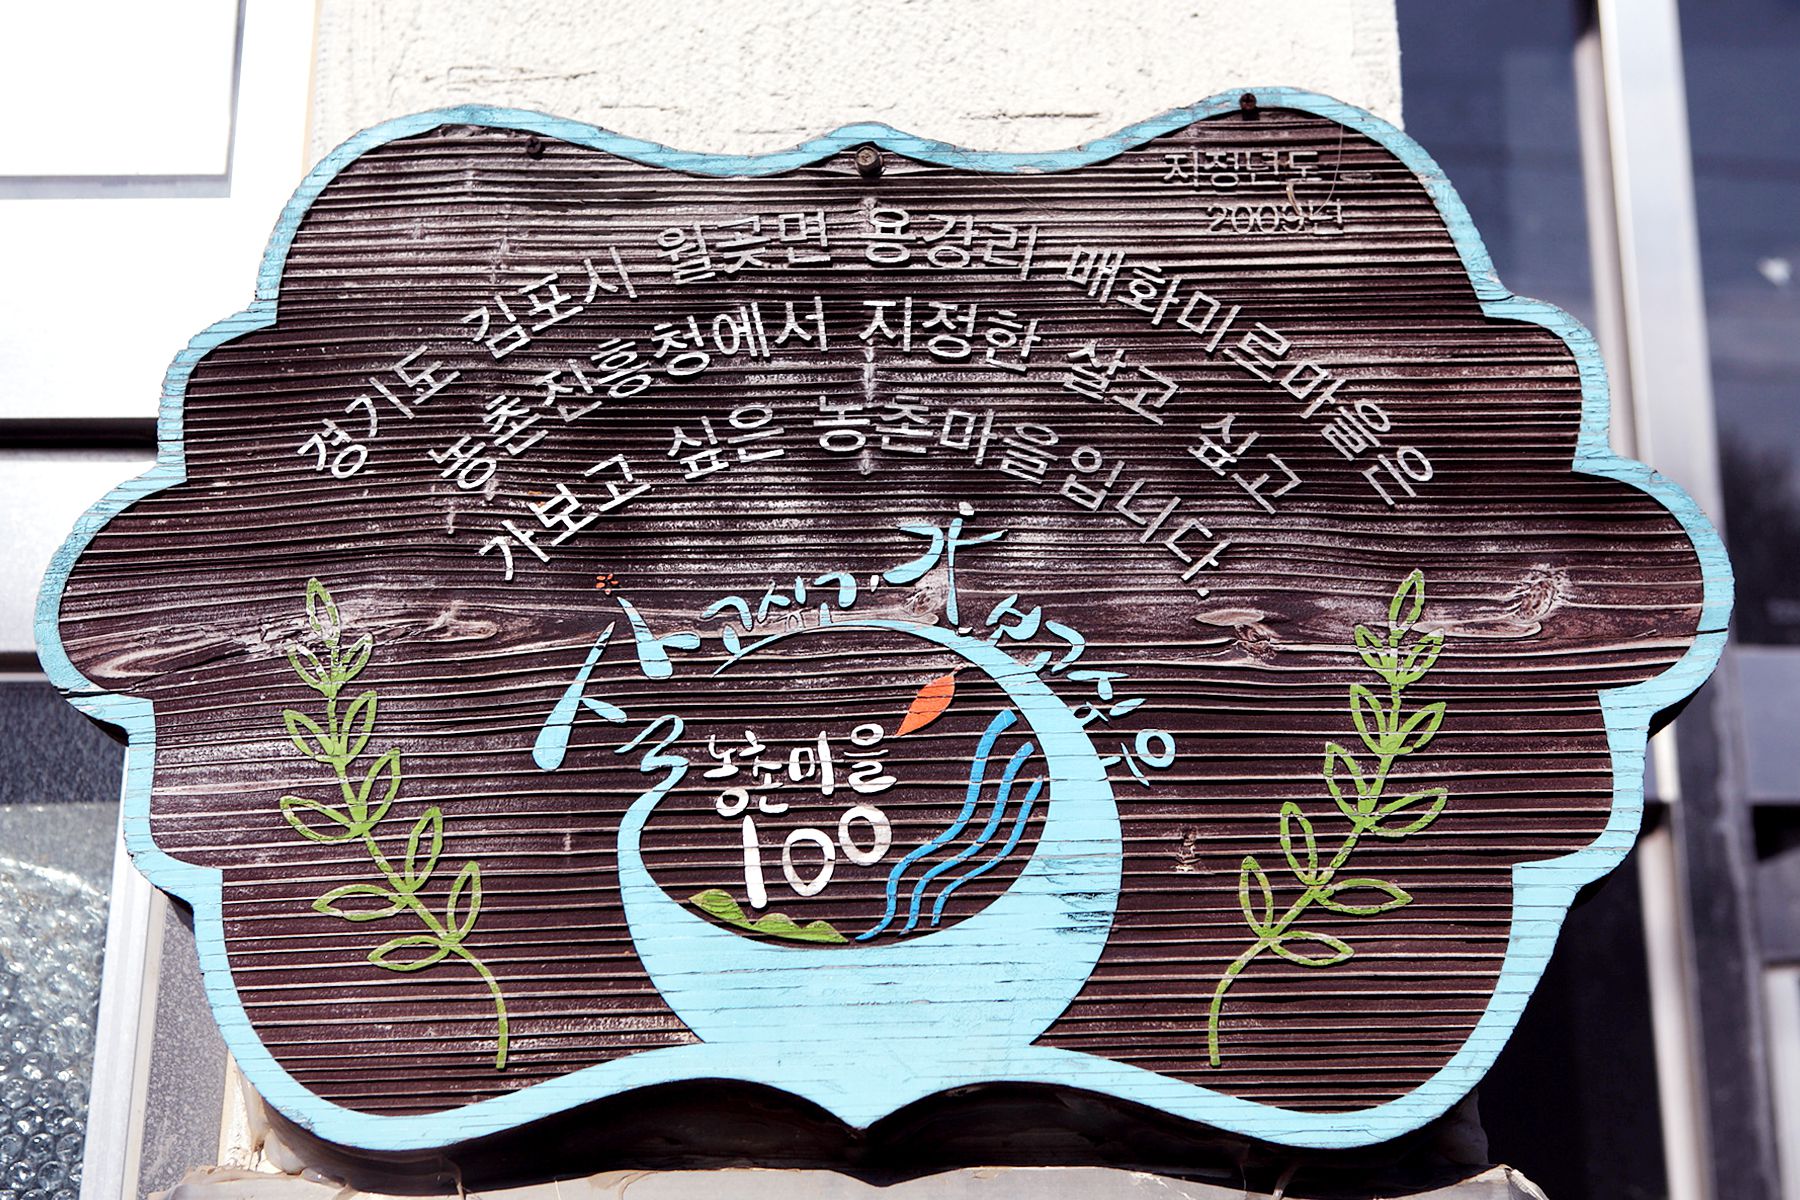 지정년도
2003년
경기도 김포시 월곶면 용강리 매화미르마을은
농촌진흥청에서 지정한 살고 싶고
가보고 싶은 농촌마을입니다.
살고싶고 가보고싶은
농촌마을
100